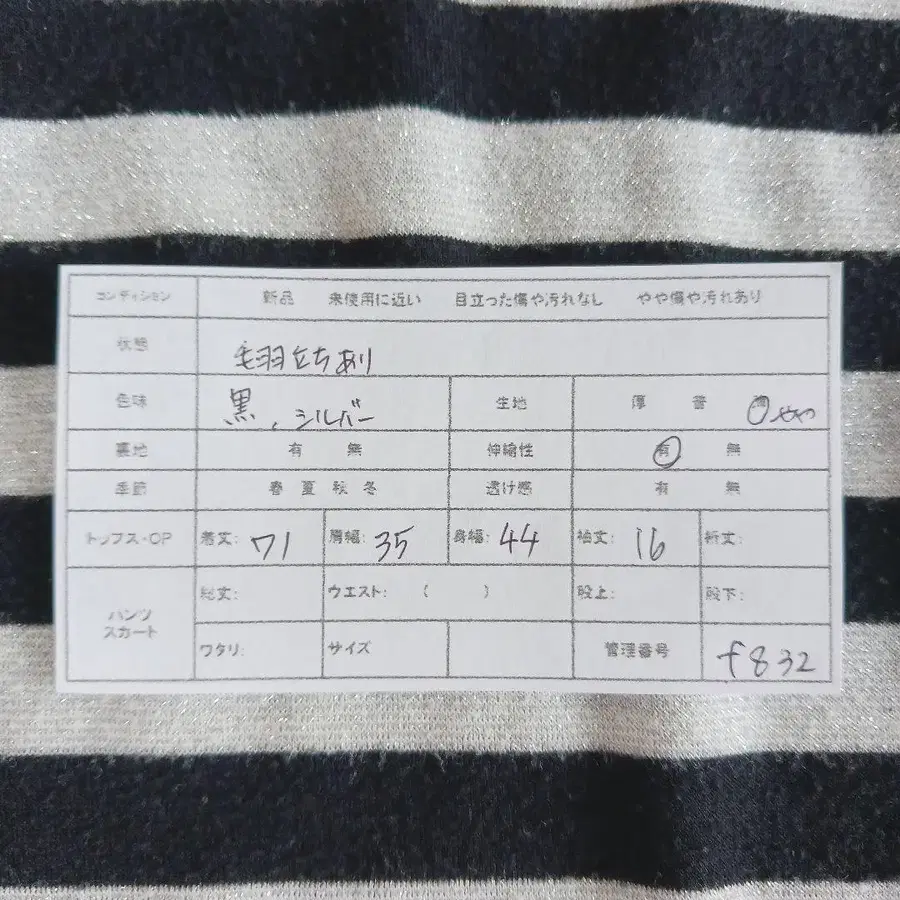 コンディション 新品 未使用に近い 目立った傷や汚れなし やや傷や汚れあり
状態 毛羽立ちあり
色味 黒、シルバー 生地 厚 普 やや
裏地 有 無 伸縮性 有 無
季節 春 夏 秋 冬 透け感 有 無
トップス・OP 着丈: 71 肩幅: 35 身幅: 44 袖丈: 16 裄丈:
パンツ スカート 総丈: ウエスト: ( ) 股上: 股下:
ワタリ: サイズ 管理番号 f832